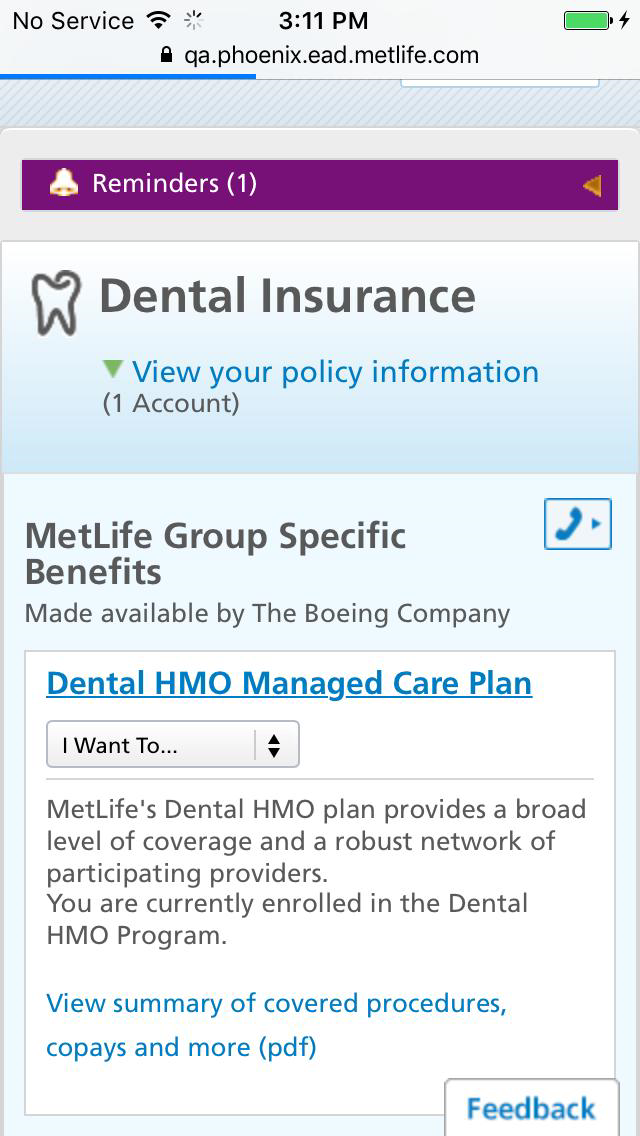 No Service 3:11 PM
qa.phoenix.ead.metlife.com
Reminders (1)
Dental Insurance
View your policy information
(1 Account)
MetLife Group Specific
Benefits
Made available by The Boeing Company
Dental HMO Managed Care Plan
I Want To...
MetLife's Dental HMO plan provides a broad
level of coverage and a robust network of
participating providers.
You are currently enrolled in the Dental
HMO Program.
View summary of covered procedures,
copays and more (pdf)
Feedback